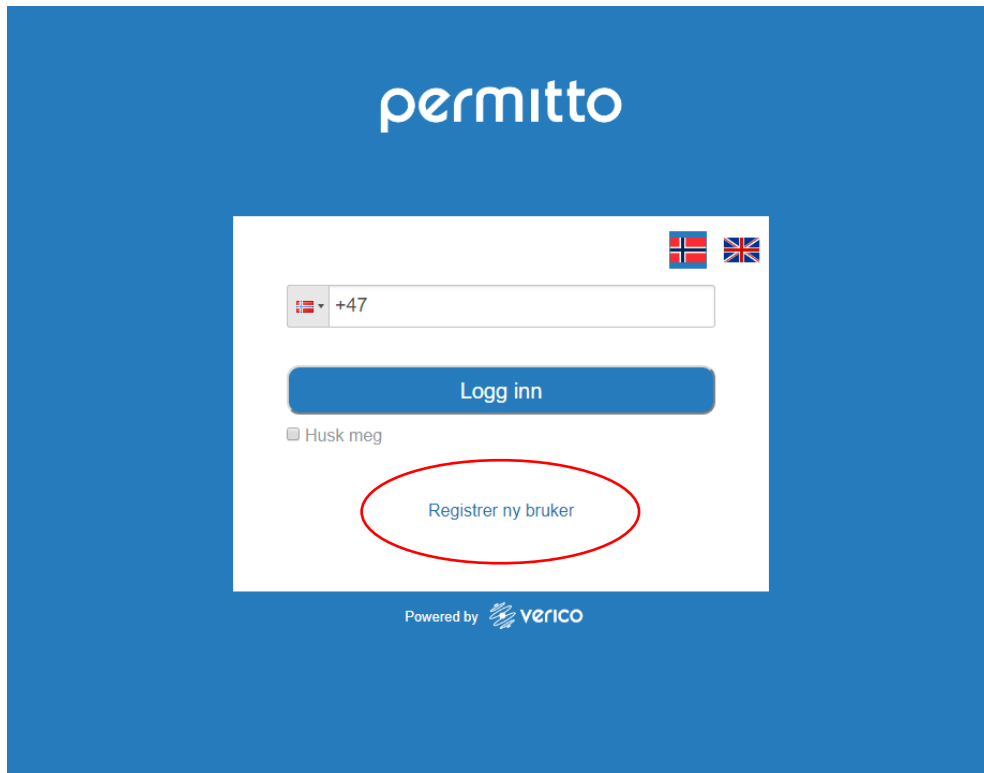 permitto
+47
Logg inn
Husk meg
Registrer ny bruker
Powered by verico